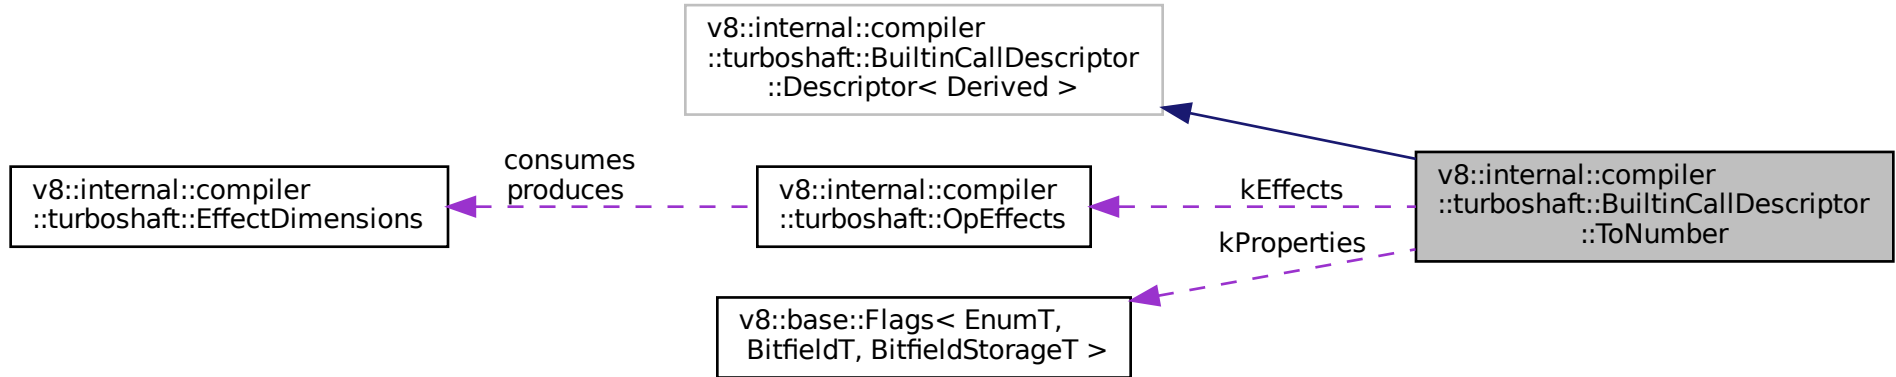 v8::internal::compiler
::turboshaft::BuiltinCallDescriptor
::Descriptor< Derived >
v8::internal::compiler
::turboshaft::EffectDimensions
consumes
produces
v8::internal::compiler
::turboshaft::OpEffects
kEffects
kProperties
v8::internal::compiler
::turboshaft::BuiltinCallDescriptor
::ToNumber
v8::base::Flags< EnumT,
BitfieldT, BitfieldStorageT >